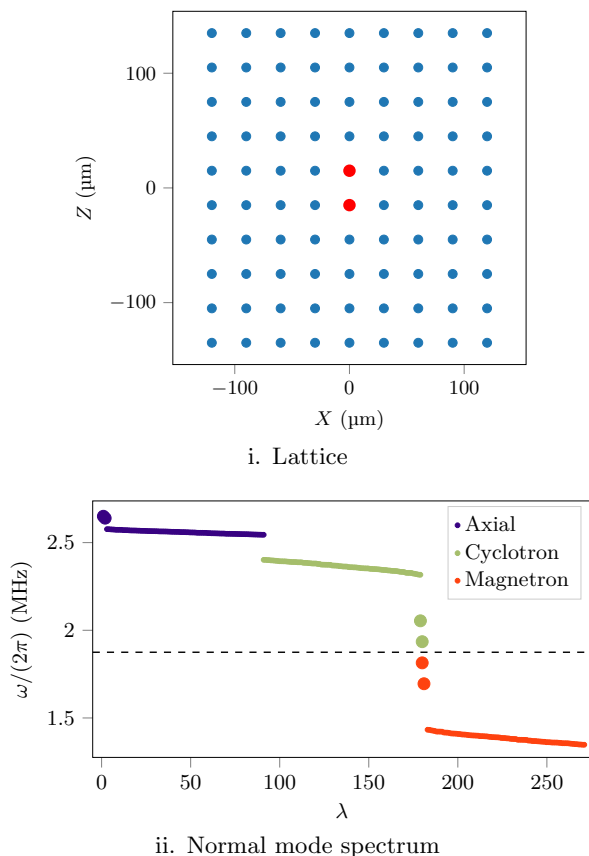 100
0
−100
Z (µm)
−100
0
100
X (µm)
i. Lattice
2.5
2
1.5
ω/(2π) (MHz)
Axial
Cyclotron
Magnetron
0
50
100
150
200
250
λ
ii. Normal mode spectrum